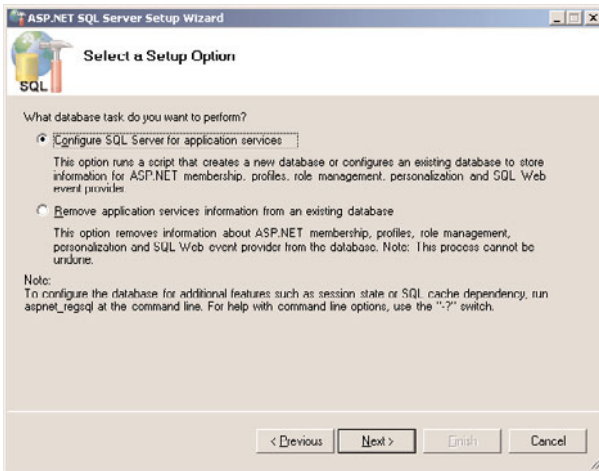 ASP.NET SQL Server Setup Wizard
Select a Setup Option
SQL
What database task do you want to perform?
Configure SQL Server for application services
This option runs a script that creates a new database or configures an existing database to store
information for ASP.NET membership, profiles, role management, personalization and SQL Web
event provider.
Remove application services information from an existing database
This option removes information about ASP.NET membership, profiles, role management,
personalization and SQL Web event provider from the database. Note: This process cannot be
undone.
Note:
To configure the database for additional features such as session state or SQL cache dependency, run
aspnet_regsql at the command line. For help with command line options, use the "-?" switch.
< Previous Next > Finish Cancel